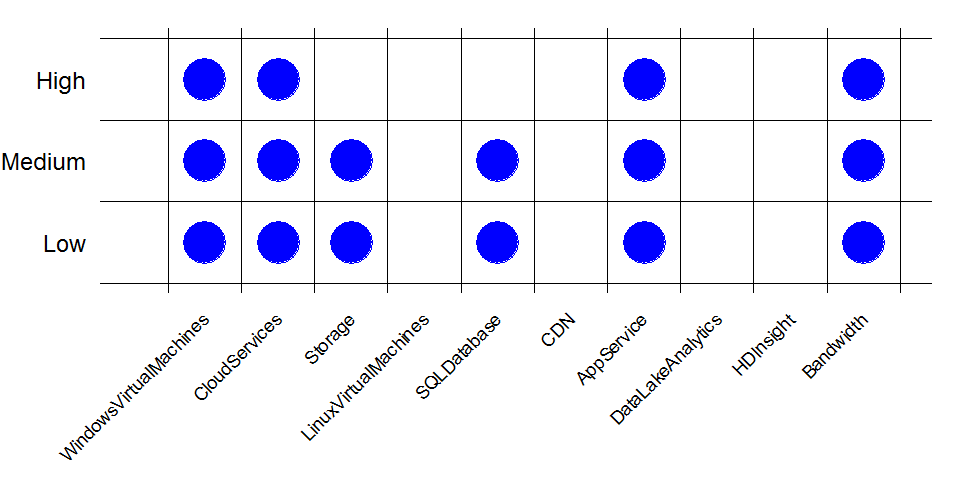 High
Medium
Low
WindowsVirtualMachines
CloudServices
Storage
LinuxVirtualMachines
SQLDatabase
CDN
AppService
DataLakeAnalytics
HDInsight
Bandwidth